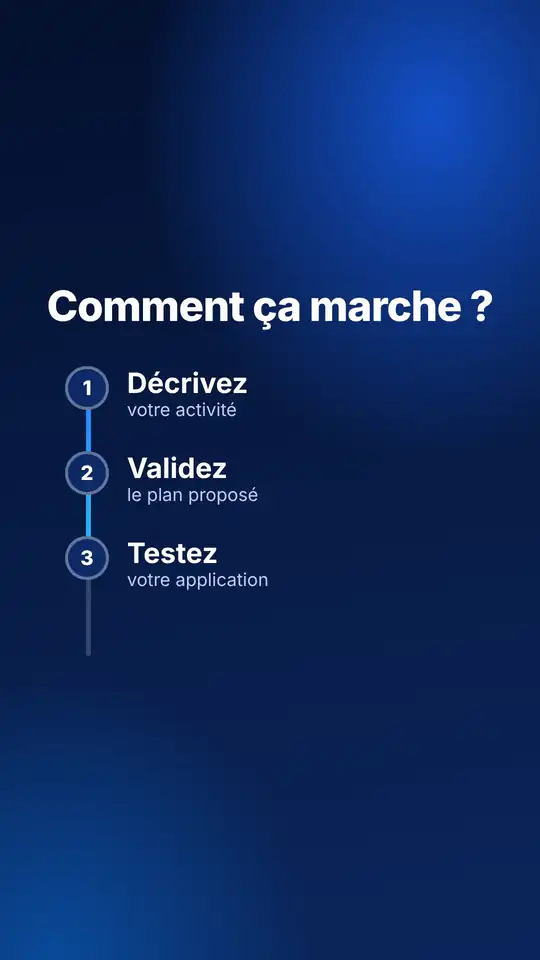 Comment ça marche ?
1
Décrivez
votre activité
2
Validez
le plan proposé
3
Testez
votre application